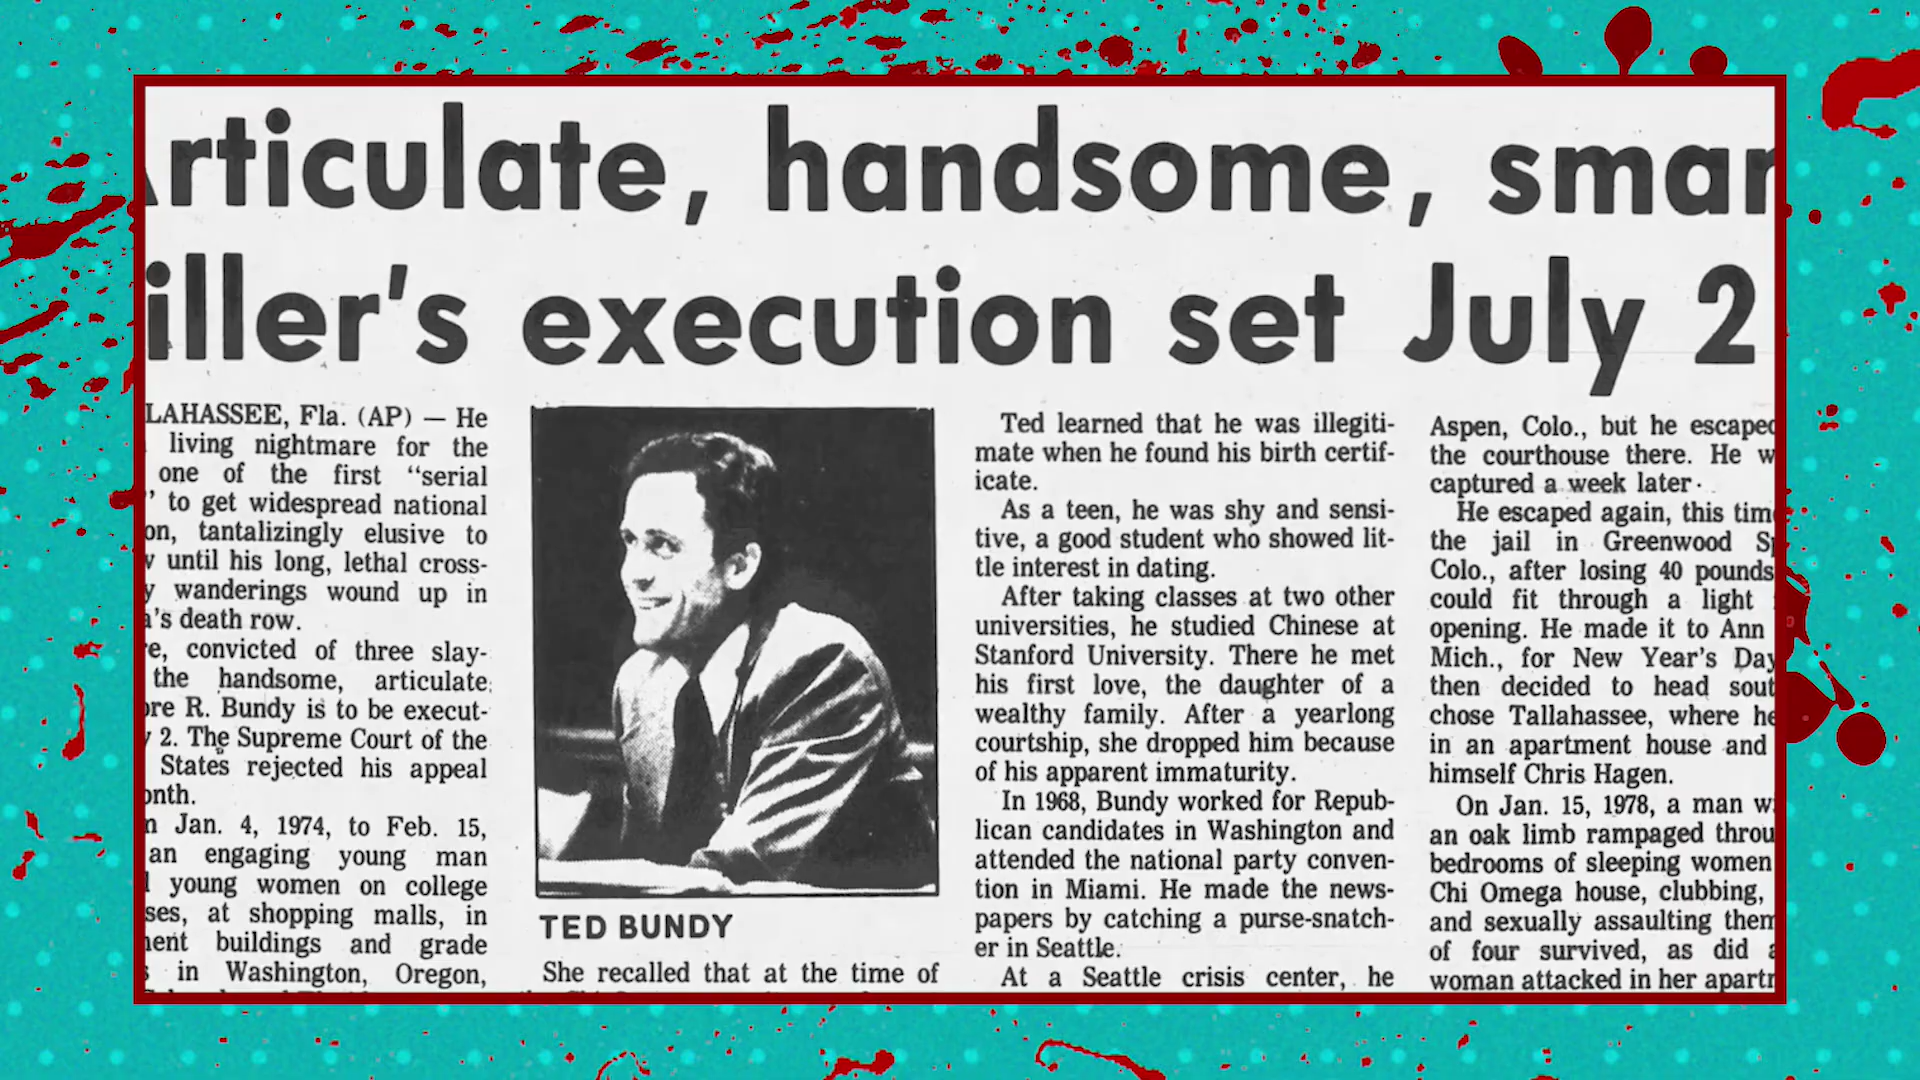 rticulate, handsome, smar
iller's execution set July 2
LAHASSEE, Fla. (AP) — He
living nightmare for the
one of the first “serial
” to get widespread national
on, tantalizingly elusive to
until his long, lethal cross-
y wanderings wound up in
a's death row.
re, convicted of three slay-
the handsome, articulate
ore R. Bundy is to be execut-
2. The Supreme Court of the
States rejected his appeal
onth.
n Jan. 4, 1974, to Feb. 15,
an engaging young man
young women on college
ses, at shopping malls, in
ment buildings and grade
s in Washington, Oregon,
TED BUNDY
She recalled that at the time of
Ted learned that he was illegiti-
mate when he found his birth certif-
icate.
As a teen, he was shy and sensi-
tive, a good student who showed lit-
tle interest in dating.
After taking classes at two other
universities, he studied Chinese at
Stanford University. There he met
his first love, the daughter of a
wealthy family. After a yearlong
courtship, she dropped him because
of his apparent immaturity.
In 1968, Bundy worked for Repub-
lican candidates in Washington and
attended the national party conven-
tion in Miami. He made the news-
papers by catching a purse-snatch-
er in Seattle.
At a Seattle crisis center, he
Aspen, Colo., but he escaped
the courthouse there. He w
captured a week later.
He escaped again, this tim
the jail in Greenwood Sp
Colo., after losing 40 pounds
could fit through a light
opening. He made it to Ann
Mich., for New Year's Day
then decided to head sout
chose Tallahassee, where he
in an apartment house and
himself Chris Hagen.
On Jan. 15, 1978, a man w
an oak limb rampaged throu
bedrooms of sleeping women
Chi Omega house, clubbing,
and sexually assaulting them
of four survived, as did a
woman attacked in her apartm